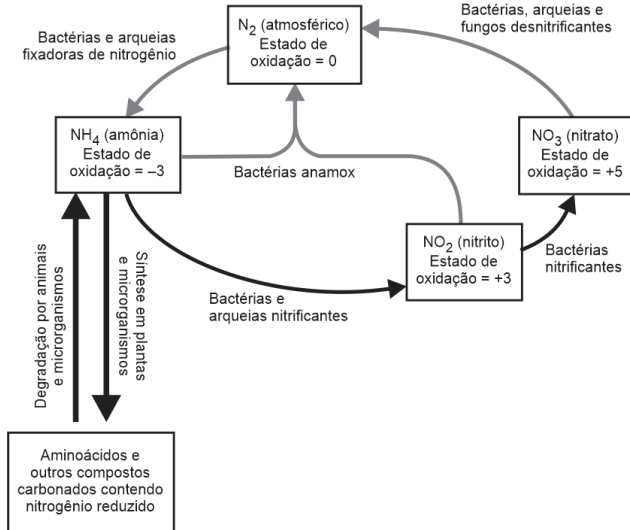 N₂ (atmosférico)
Estado de
oxidação = 0
Bactérias, arqueias e
fungos desnitrificantes
Bactérias e arqueias
fixadoras de nitrogênio
NH₄ (amônia)
Estado de
oxidação = –3
NO₃ (nitrato)
Estado de
oxidação = +5
Bactérias anamox
NO₂ (nitrito)
Estado de
oxidação = +3
Bactérias
nitrificantes
Bactérias e
arqueias nitrificantes
Degradação por animais
e microrganismos
Síntese em plantas
e microrganismos
Aminoácidos e
outros compostos
carbonados contendo
nitrogênio reduzido